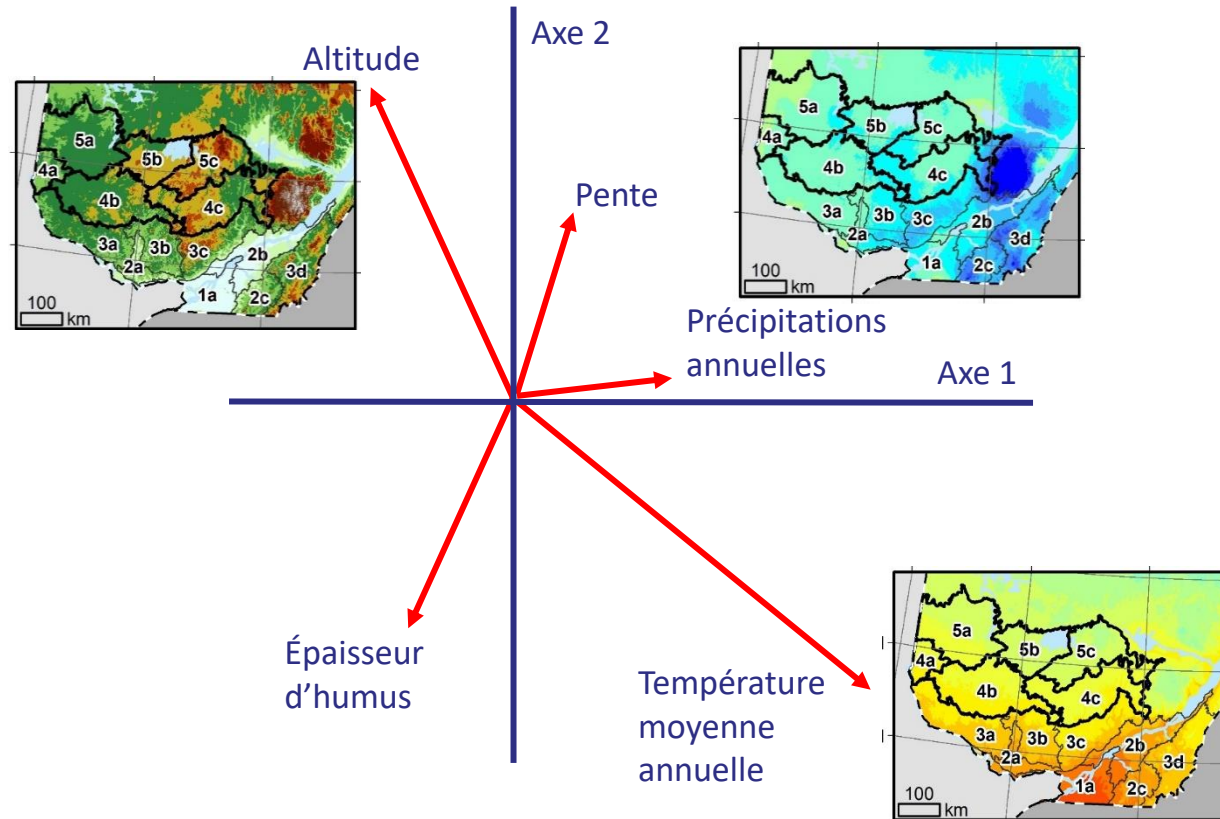 Axe 2
Altitude
5a
5b
5c
4a
4b
4c
3a
3b
3c
2a
2b
3d
1a
2c
100
km
5a
5b
5c
4a
4b
4c
3a
3b
3c
2a
2b
3d
1a
2c
100
km
Pente
Précipitations
annuelles
Axe 1
Épaisseur
d’humus
Température
moyenne
annuelle
5a
5b
5c
4a
4b
4c
3a
3b
3c
2a
2b
3d
1a
2c
100
km